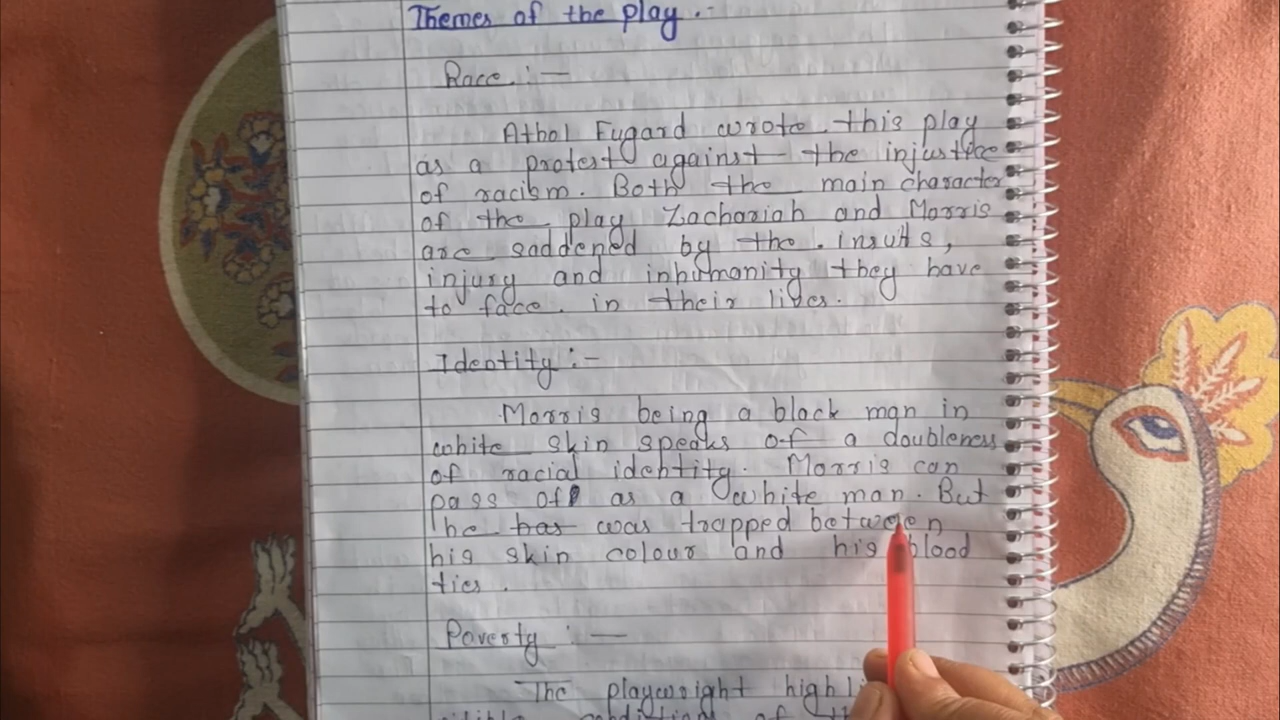 Themes of the play :-
Race :-
Athol Fugard wrote this play
as a protest against the injustice
of racism. Both the main character
of the play Zachariah and Morris
are saddened by the insults,
injury and inhumanity they have
to face in their lives.
Identity :-
Morris being a black man in
white skin speaks of a doubleness
of racial identity. Morris can
pass off as a white man. But
he has was trapped between
his skin colour and his blood
ties.
Poverty :-
The playwright